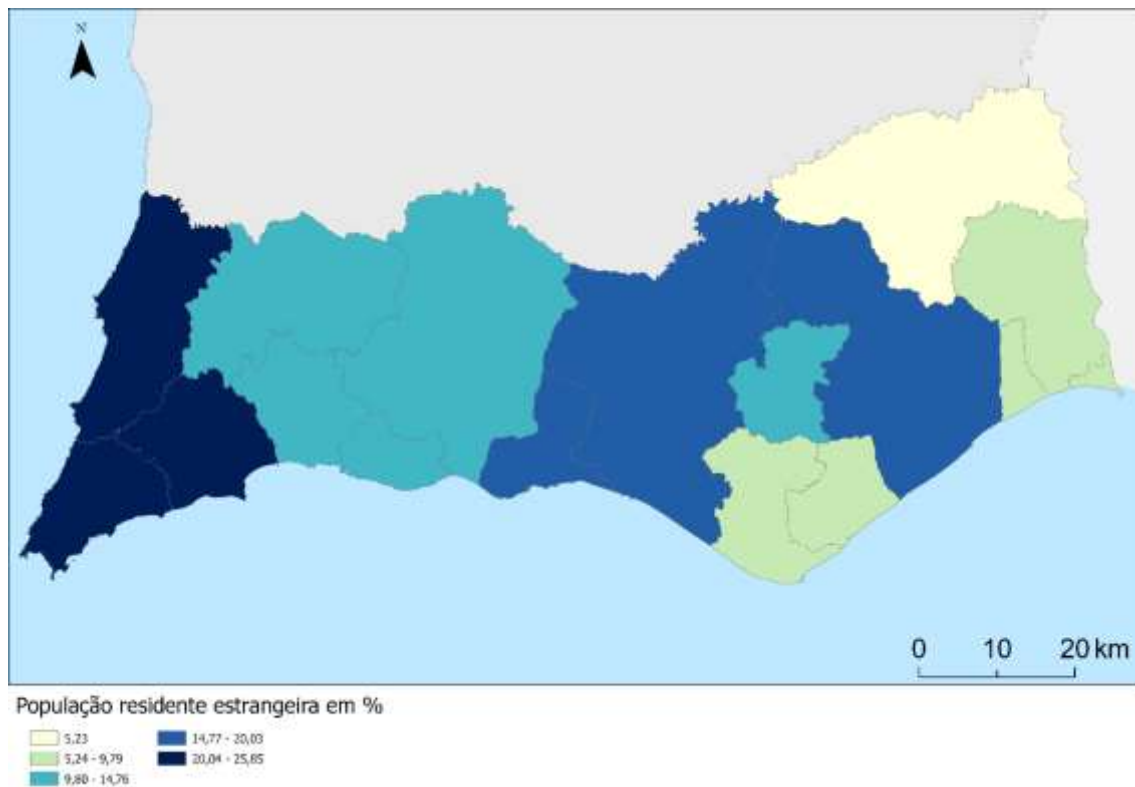 N
0 10 20 km
População residente estrangeira em %
5,23 14,77 - 20,03
5,24 - 9,79 20,04 - 25,85
9,80 - 14,76